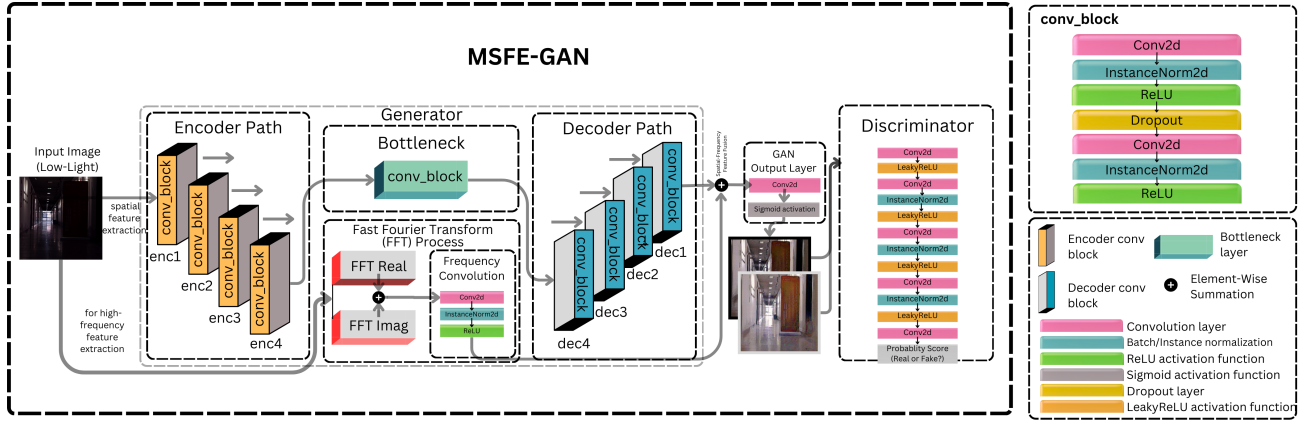 MSFE-GAN
Input Image
(Low-Light)
spatial
feature
extraction
for high-
frequency
feature
extraction
Generator
Encoder Path
conv_block
conv_block
conv_block
conv_block
enc1
enc2
enc3
enc4
Bottleneck
conv_block
Fast Fourier Transform
(FFT) Process
FFT Real
FFT Imag
Frequency
Convolution
Conv2d
InstanceNorm2d
ReLU
Decoder Path
conv_block
conv_block
conv_block
conv_block
dec1
dec2
dec3
dec4
Spatial-Frequency
Feature Fusion
GAN
Output Layer
Conv2d
Sigmoid activation
Discriminator
Conv2d
LeakyReLU
Conv2d
InstanceNorm2d
LeakyReLU
Conv2d
InstanceNorm2d
LeakyReLU
Conv2d
InstanceNorm2d
LeakyReLU
Conv2d
Probablity Score
(Real or Fake?)
conv_block
Conv2d
InstanceNorm2d
ReLU
Dropout
Conv2d
InstanceNorm2d
ReLU
Encoder conv
block
Bottleneck
layer
Decoder conv
block
Element-Wise
Summation
Convolution layer
Batch/Instance normalization
ReLU activation function
Sigmoid activation function
Dropout layer
LeakyReLU activation function